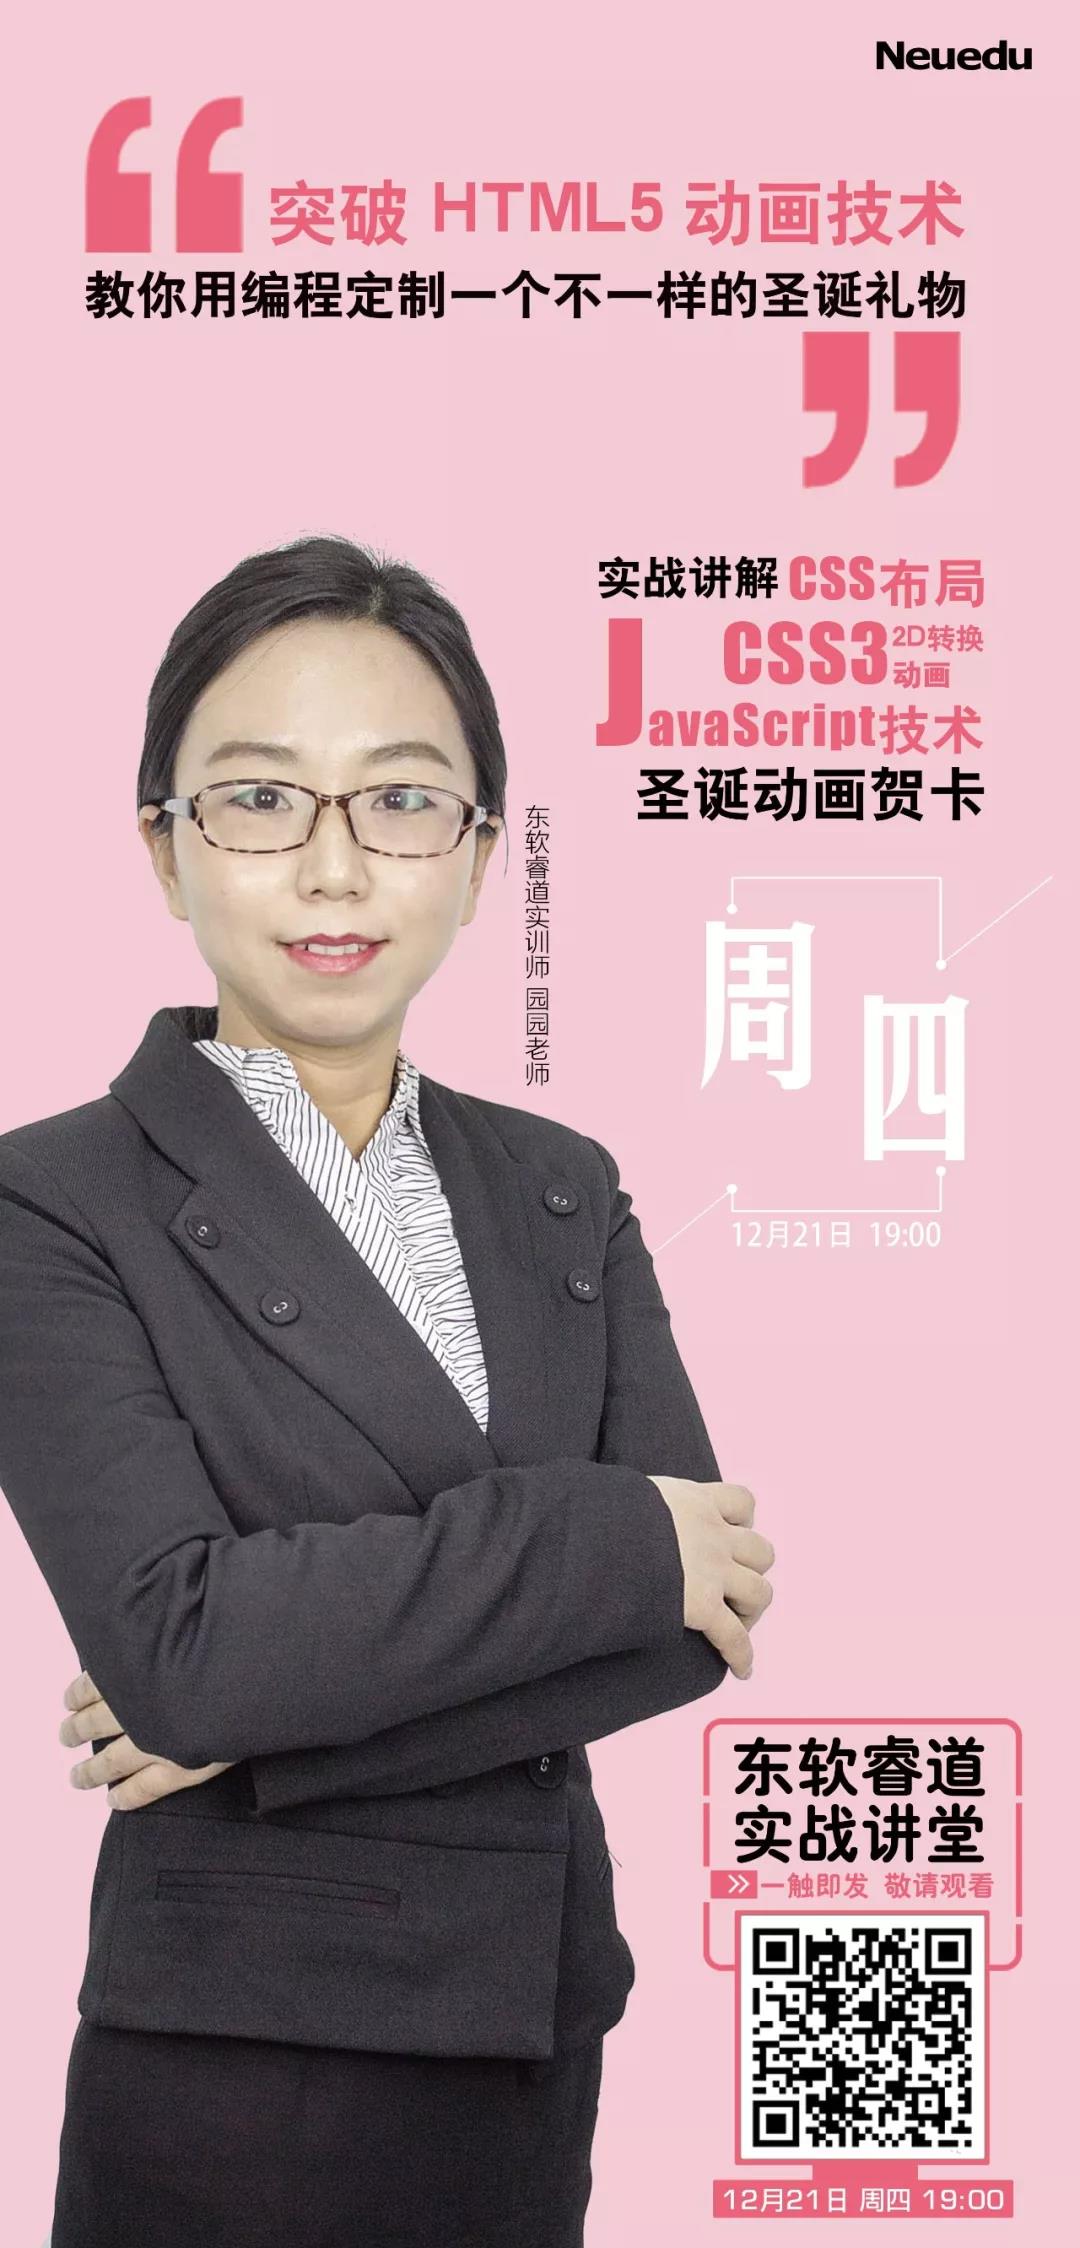 Neuedu
突破 HTML5 动画技术
教你用编程定制一个不一样的圣诞礼物
实战讲解 CSS布局
CSS3 2D转换
动画
JavaScript技术
圣诞动画贺卡
东软睿道实训师 园园老师
周四
12月21日 19:00
东软睿道
实战讲堂
一触即发 敬请观看
12月21日 周四 19:00